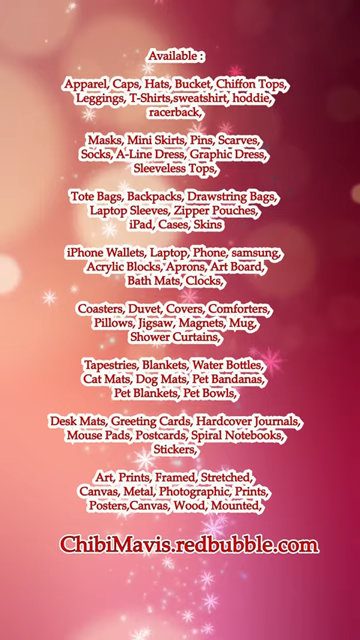 Available :
Apparel, Caps, Hats, Bucket, Chiffon Tops,
Leggings, T-Shirts,sweatshirt, hoddie,
racerback,
Masks, Mini Skirts, Pins, Scarves,
Socks, A-Line Dress, Graphic Dress,
Sleeveless Tops,
Tote Bags, Backpacks, Drawstring Bags,
Laptop Sleeves, Zipper Pouches,
iPad, Cases, Skins
iPhone Wallets, Laptop, Phone, samsung,
Acrylic Blocks, Aprons, Art Board,
Bath Mats, Clocks,
Coasters, Duvet, Covers, Comforters,
Pillows, Jigsaw, Magnets, Mug,
Shower Curtains,
Tapestries, Blankets, Water Bottles,
Cat Mats, Dog Mats, Pet Bandanas,
Pet Blankets, Pet Bowls,
Desk Mats, Greeting Cards, Hardcover Journals,
Mouse Pads, Postcards, Spiral Notebooks,
Stickers,
Art, Prints, Framed, Stretched,
Canvas, Metal, Photographic, Prints,
Posters,Canvas, Wood, Mounted,
ChibiMavis.redbubble.com